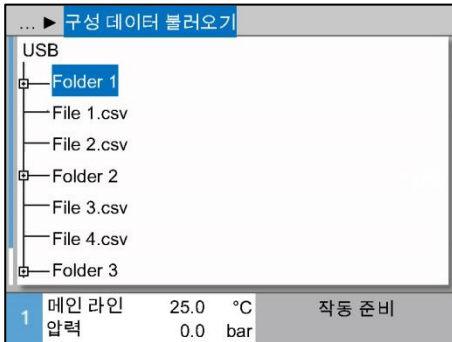 ... ► 구성 데이터 불러오기
USB
Folder 1
File 1.csv
File 2.csv
Folder 2
File 3.csv
File 4.csv
Folder 3
1
메인 라인 25.0 °C 작동 준비
압력 0.0 bar